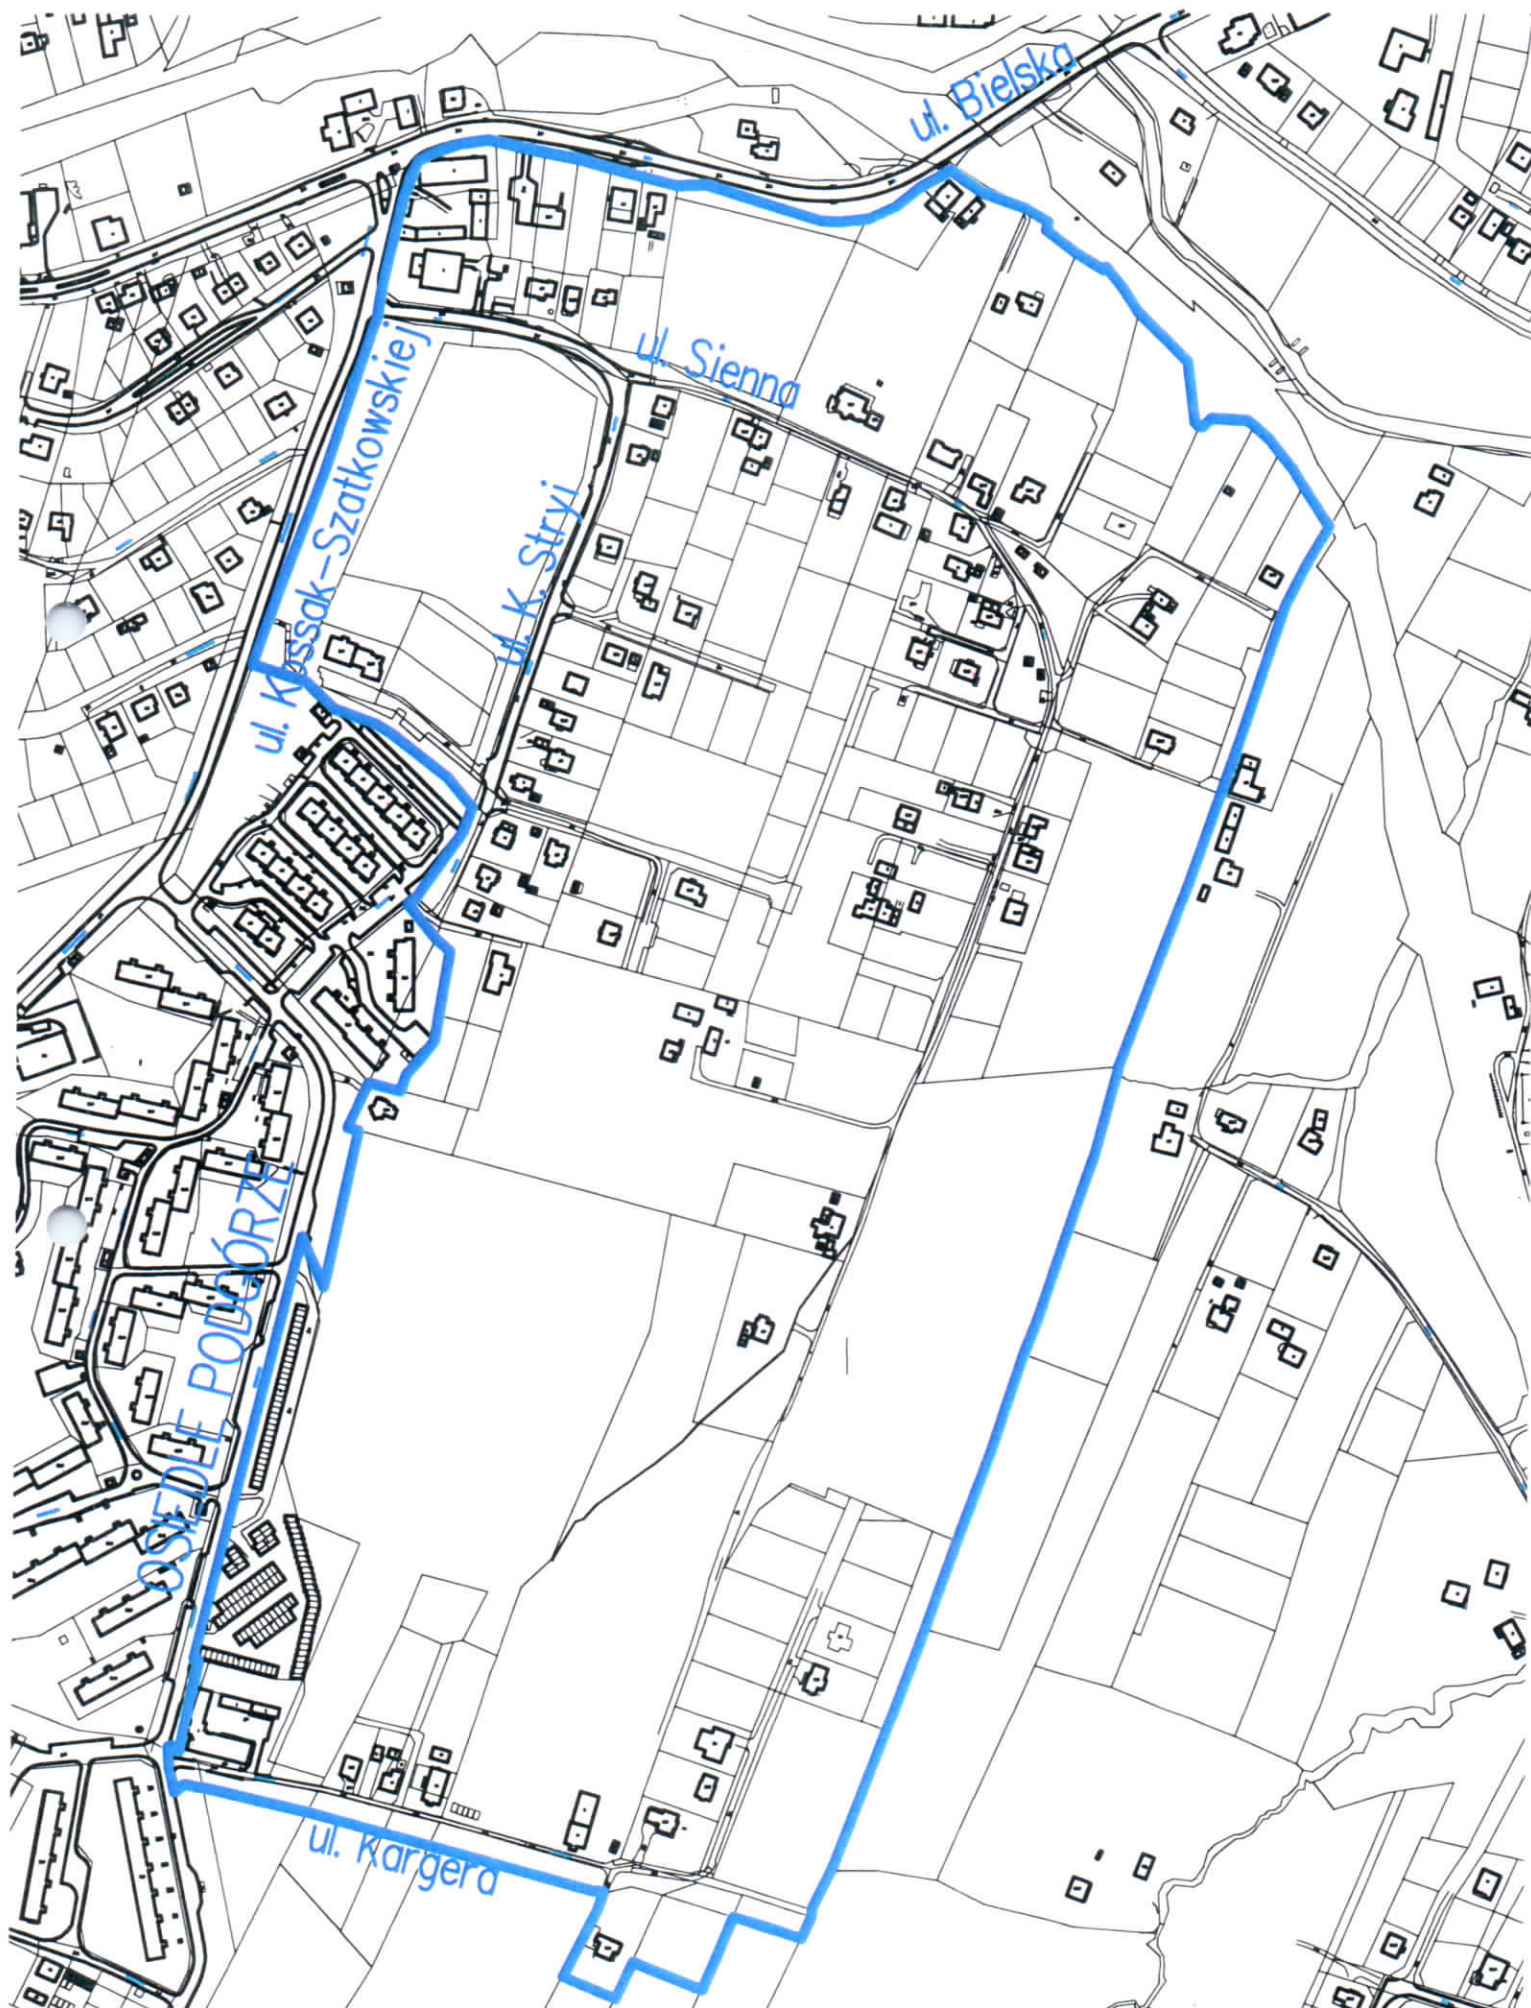 ul. Bielska
ul. Sienna
ul. Kossak-Szatkowskiej
ul. K. Stryi
OSIEDLE PODGÓRZE
ul. Kargera